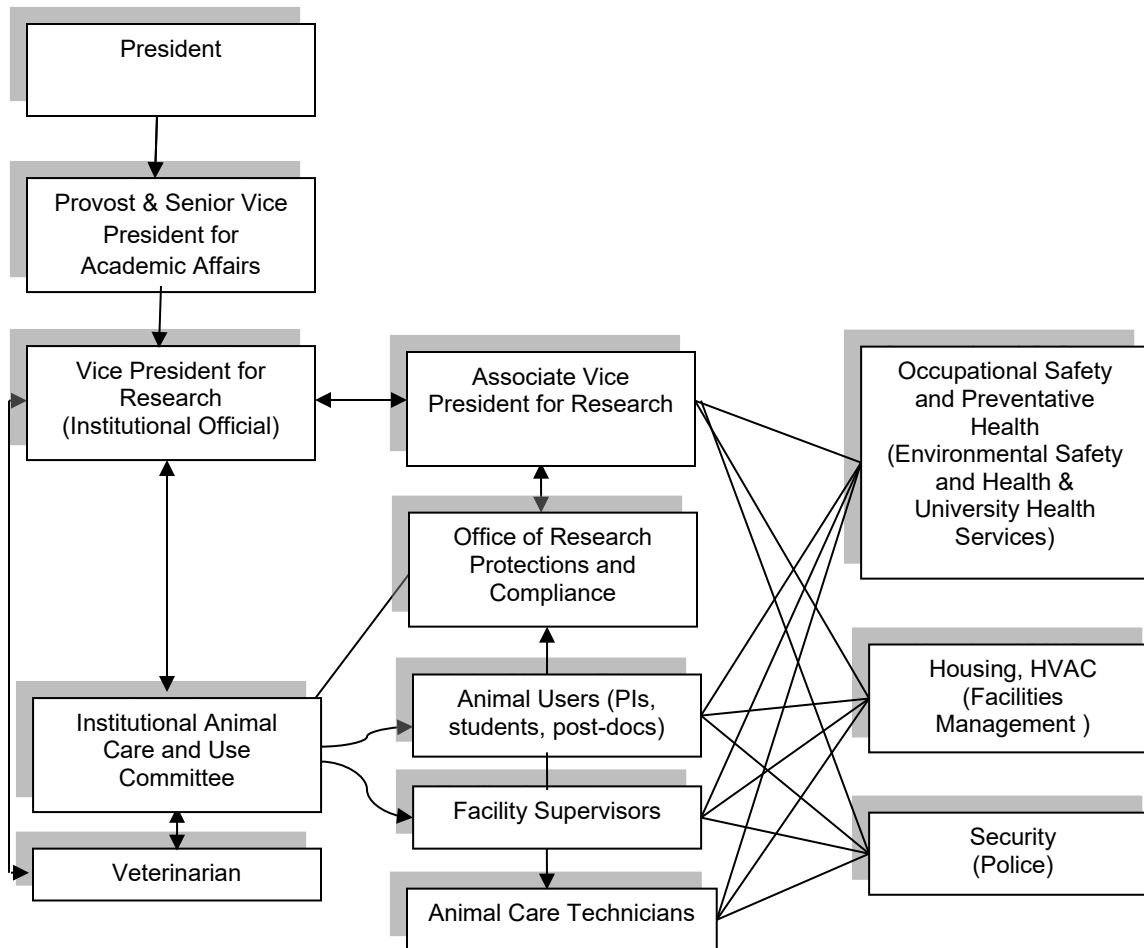 President
Provost & Senior Vice
President for
Academic Affairs
Vice President for
Research
(Institutional Official)
Associate Vice
President for Research
Occupational Safety
and Preventative
Health
(Environmental Safety
and Health &
University Health
Services)
Office of Research
Protections and
Compliance
Institutional Animal
Care and Use
Committee
Animal Users (PIs,
students, post-docs)
Housing, HVAC
(Facilities
Management )
Facility Supervisors
Veterinarian
Security
(Police)
Animal Care Technicians